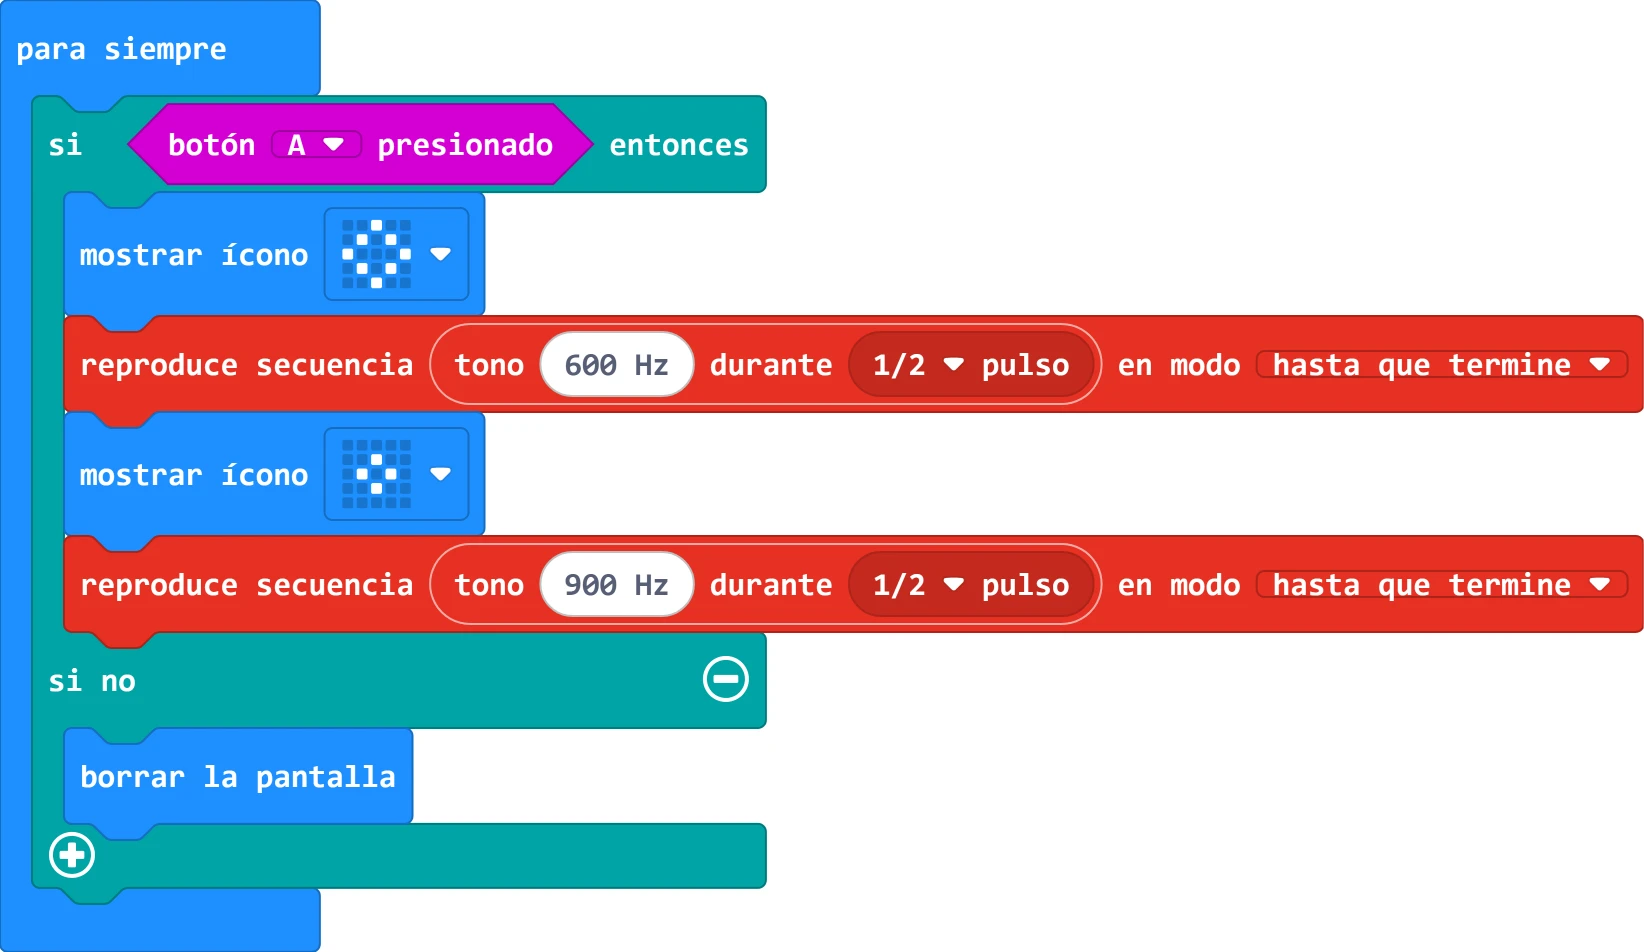 para siempre
si botón A presionado entonces
mostrar ícono
reproduce secuencia tono 600 Hz durante 1/2 pulso en modo hasta que termine
mostrar ícono
reproduce secuencia tono 900 Hz durante 1/2 pulso en modo hasta que termine
si no
borrar la pantalla